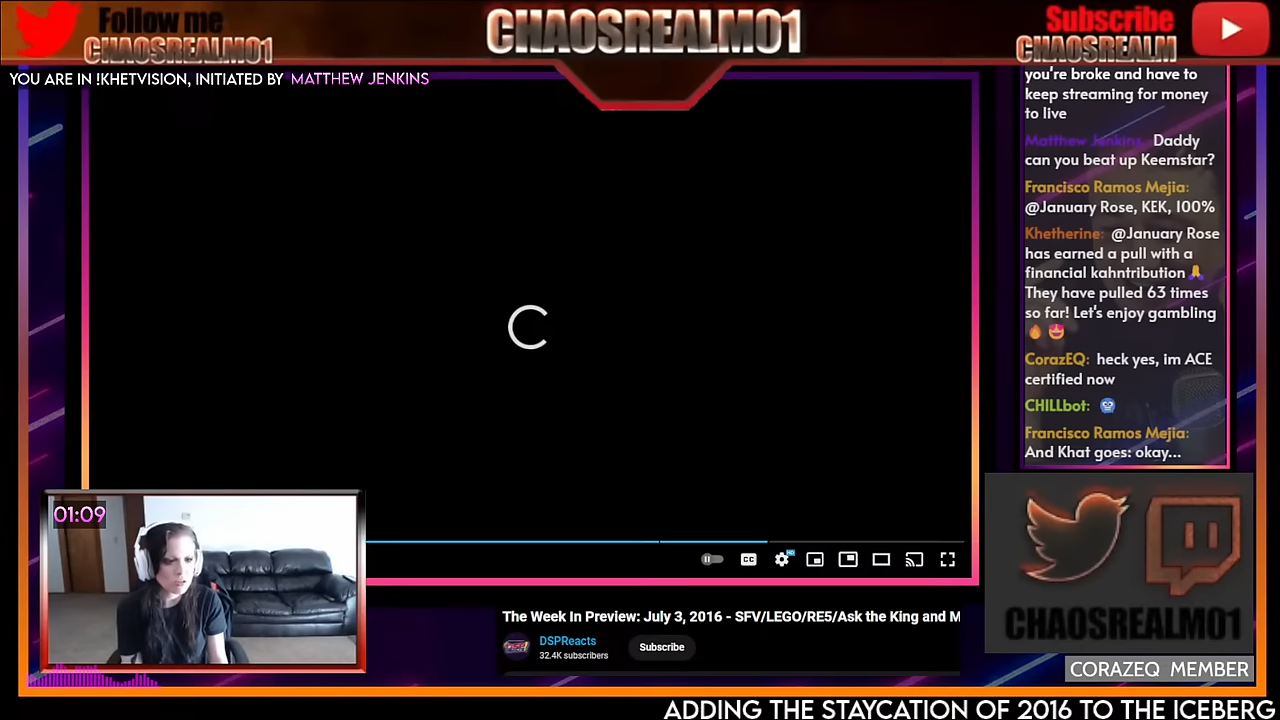 Follow me
CHAOSREALM01
CHAOSREALM01
Subscribe
CHAOSREALM
YOU ARE IN !KHETVISION, INITIATED BY MATTHEW JENKINS
you're broke and have to
keep streaming for money
to live
Matthew Jenkins: Daddy
can you beat up Keemstar?
Francisco Ramos Mejia:
@January Rose, KEK, 100%
Khetherine: @January Rose
has earned a pull with a
financial kahntribution🙏
They have pulled 63 times
so far! Let's enjoy gambling
🔥 🤩
CorazEQ: heck yes, im ACE
certified now
CHILLbot: 🥶
Francisco Ramos Mejia:
And Khat goes: okay...
01:09
CC
HD
The Week In Preview: July 3, 2016 - SFV/LEGO/RE5/Ask the King and M
DSPReacts
32.4K subscribers
Subscribe
CHAOSREALM01
CORAZEQ MEMBER
ADDING THE STAYCATION OF 2016 TO THE ICEBERG